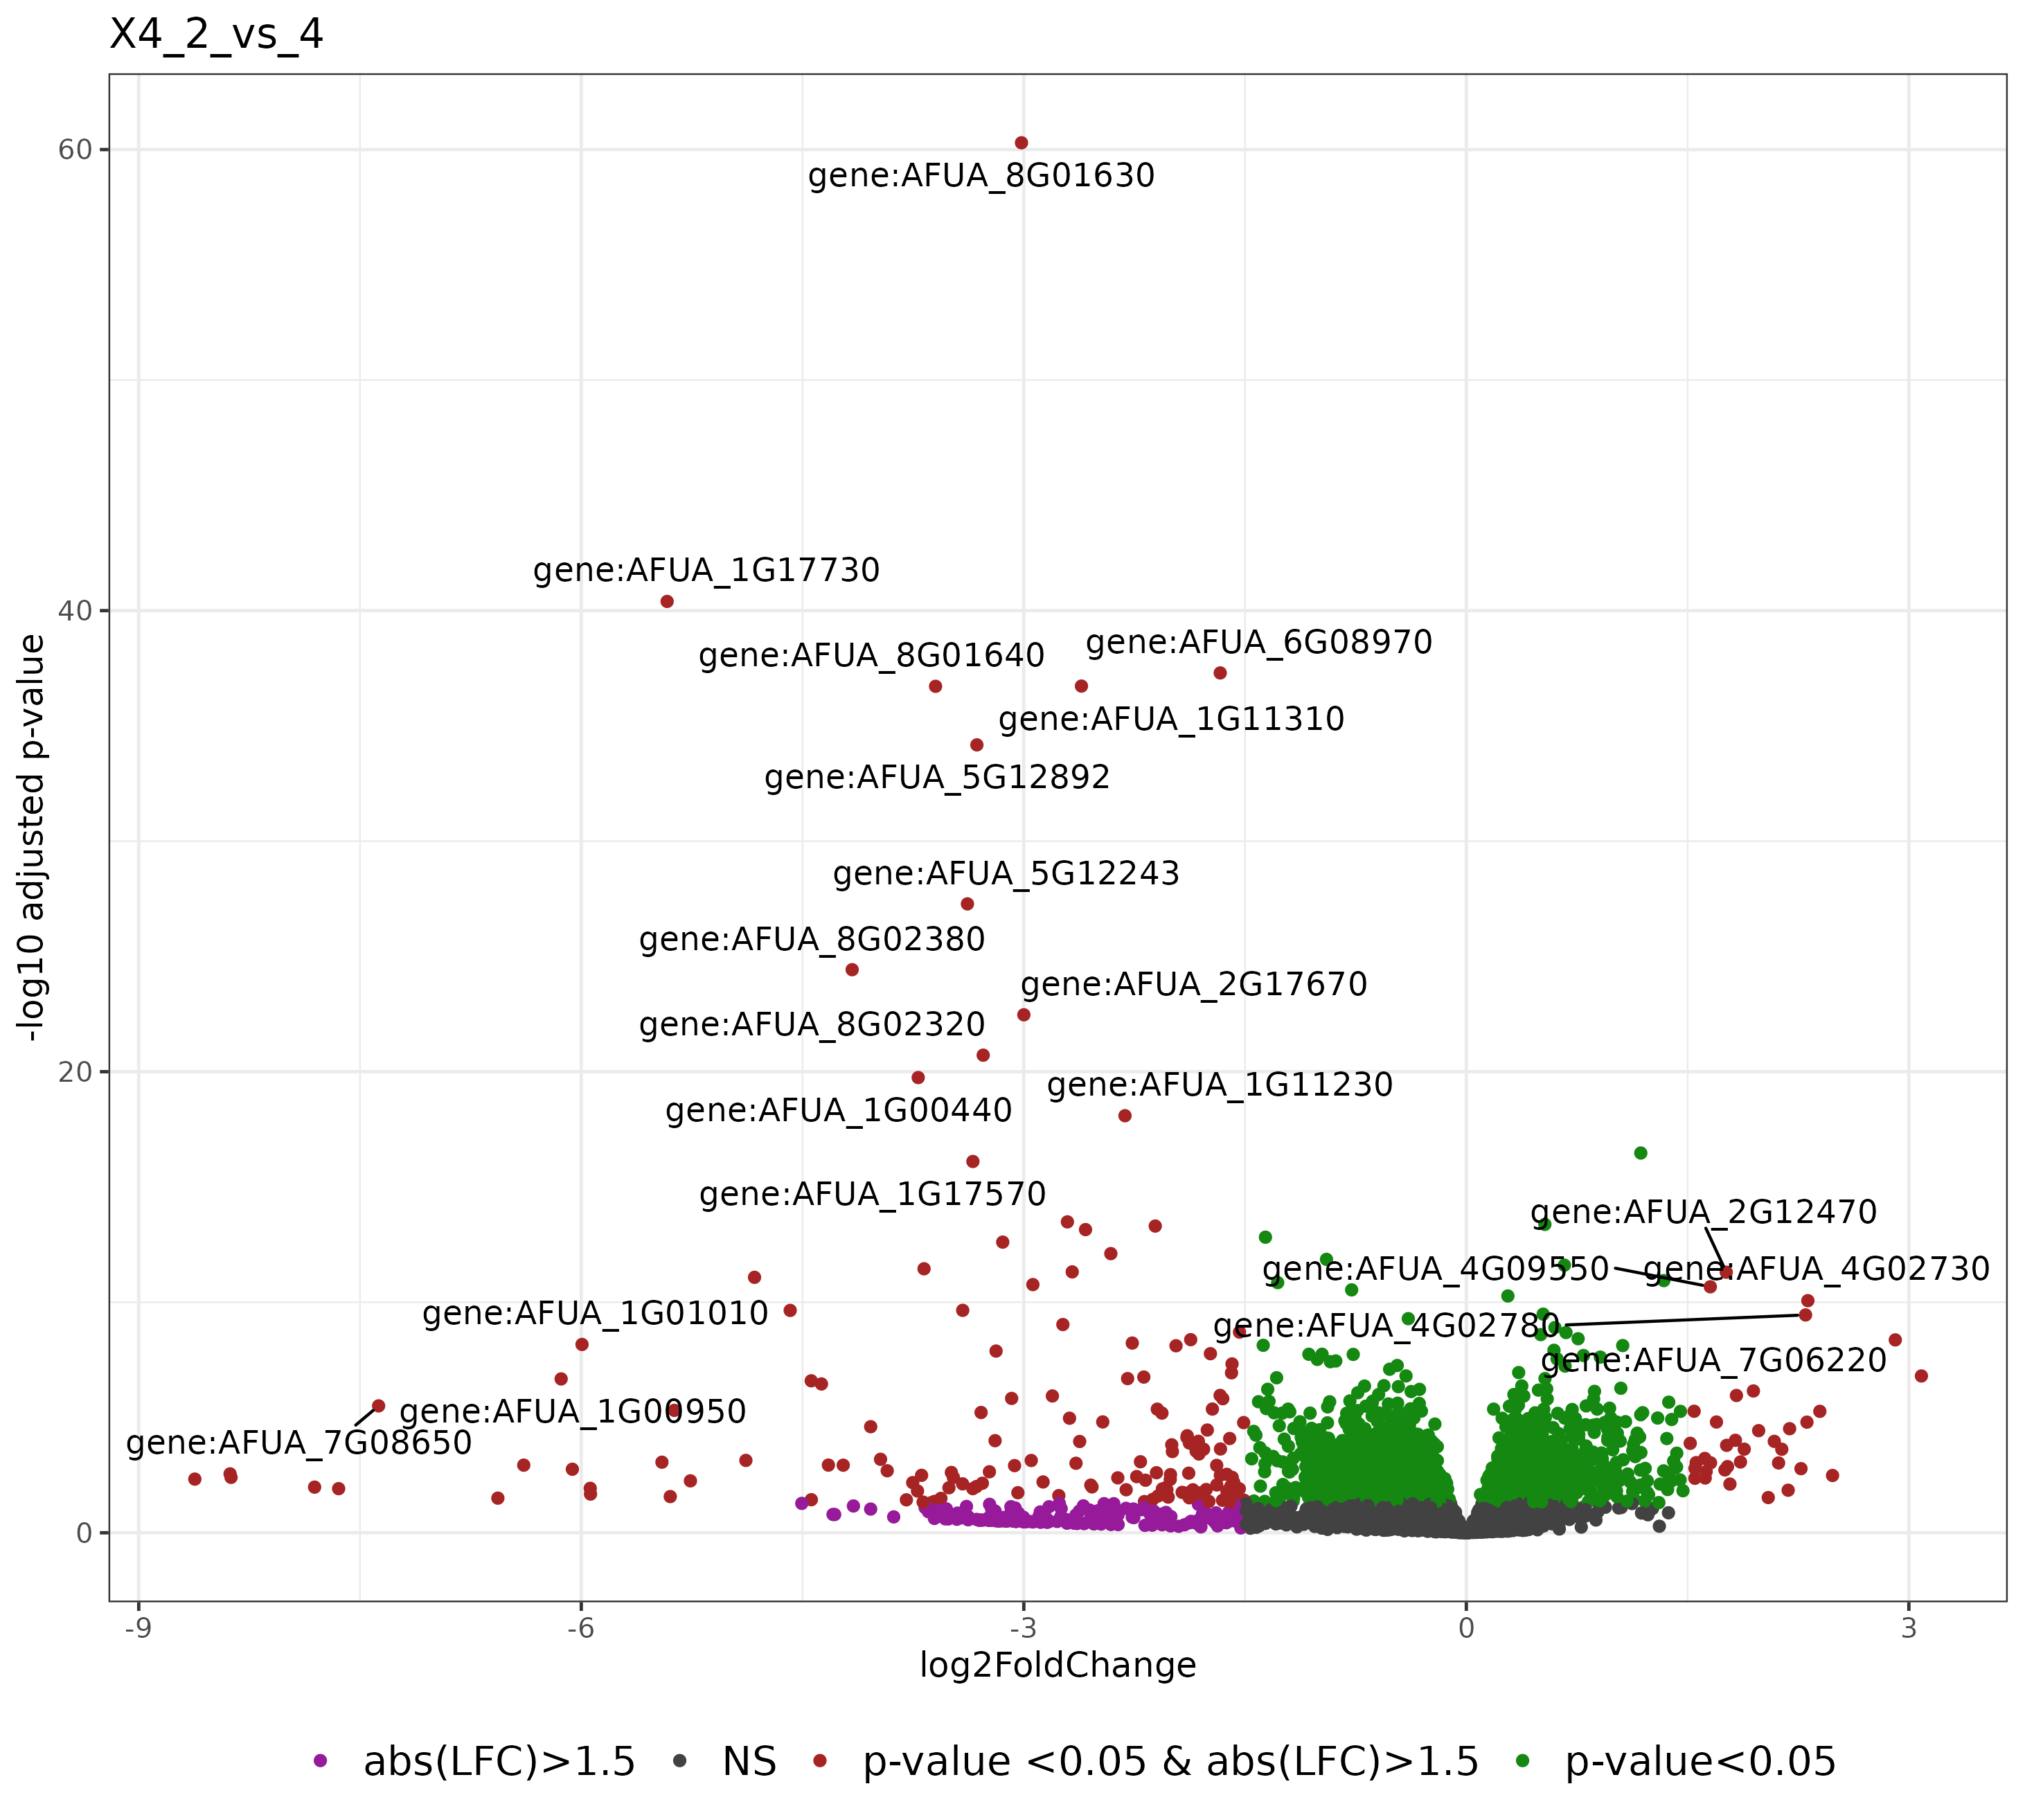 X4_2_vs_4
60
gene:AFUA_8G01630
gene:AFUA_1G17730
40
gene:AFUA_6G08970
gene:AFUA_8G01640
gene:AFUA_1G11310
gene:AFUA_5G12892
-log10 adjusted p-value
gene:AFUA_5G12243
gene:AFUA_8G02380
gene:AFUA_2G17670
gene:AFUA_8G02320
20
gene:AFUA_1G11230
gene:AFUA_1G00440
gene:AFUA_1G17570
gene:AFUA_2G12470
gene:AFUA_4G09550
gene:AFUA_4G02730
gene:AFUA_1G01010
gene:AFUA_4G02780
gene:AFUA_7G06220
gene:AFUA_1G00950
gene:AFUA_7G08650
0
-9 -6 -3 0 3
log2FoldChange
abs(LFC)>1.5 NS p-value <0.05 & abs(LFC)>1.5 p-value<0.05